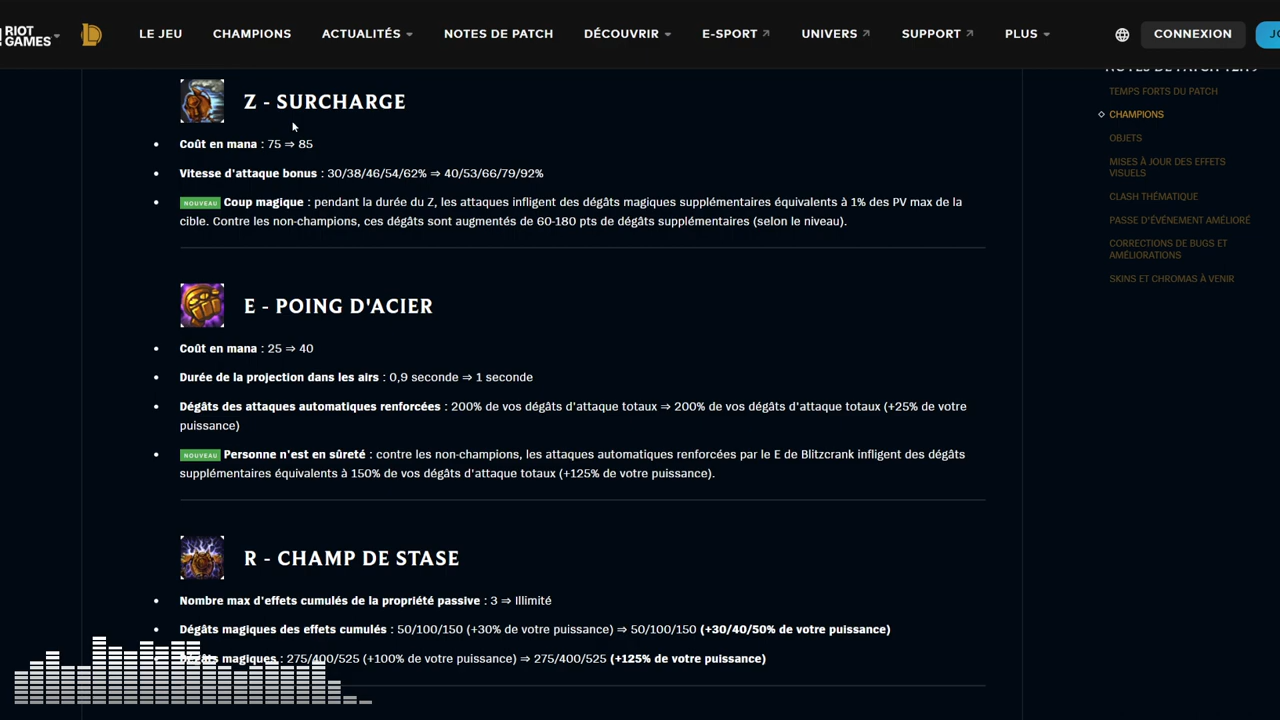 RIOT GAMES
LE JEU
CHAMPIONS
ACTUALITÉS
NOTES DE PATCH
DÉCOUVRIR
E-SPORT
UNIVERS
SUPPORT
PLUS
CONNEXION
Z - SURCHARGE
Coût en mana : 75 ⇒ 85
Vitesse d'attaque bonus : 30/38/46/54/62% ⇒ 40/53/66/79/92%
NOUVEAU Coup magique : pendant la durée du Z, les attaques infligent des dégâts magiques supplémentaires équivalents à 1% des PV max de la
cible. Contre les non-champions, ces dégâts sont augmentés de 60-180 pts de dégâts supplémentaires (selon le niveau).
E - POING D'ACIER
Coût en mana : 25 ⇒ 40
Durée de la projection dans les airs : 0,9 seconde ⇒ 1 seconde
Dégâts des attaques automatiques renforcées : 200% de vos dégâts d'attaque totaux ⇒ 200% de vos dégâts d'attaque totaux (+25% de votre
puissance)
NOUVEAU Personne n'est en sûreté : contre les non-champions, les attaques automatiques renforcées par le E de Blitzcrank infligent des dégâts
supplémentaires équivalents à 150% de vos dégâts d'attaque totaux (+125% de votre puissance).
R - CHAMP DE STASE
Nombre max d'effets cumulés de la propriété passive : 3 ⇒ Illimité
Dégâts magiques des effets cumulés : 50/100/150 (+30% de votre puissance) ⇒ 50/100/150 (+30/40/50% de votre puissance)
Dégâts magiques : 275/400/525 (+100% de votre puissance) ⇒ 275/400/525 (+125% de votre puissance)
TEMPS FORTS DU PATCH
CHAMPIONS
OBJETS
MISES À JOUR DES EFFETS
VISUELS
CLASH THÉMATIQUE
PASSE D'ÉVÉNEMENT AMÉLIORÉ
CORRECTIONS DE BUGS ET
AMÉLIORATIONS
SKINS ET CHROMAS À VENIR